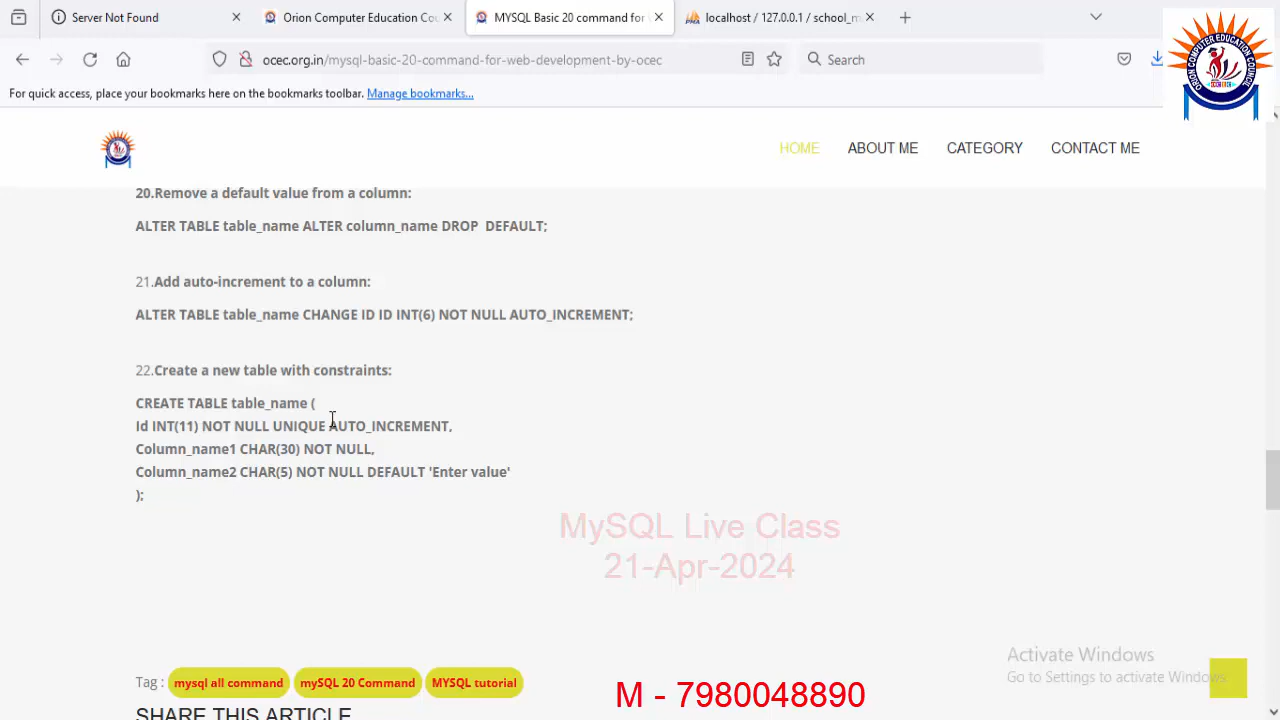 Server Not Found
Orion Computer Education Cou
MYSQL Basic 20 command for
localhost / 127.0.0.1 / school_m
ocec.org.in/mysql-basic-20-command-for-web-development-by-ocec
Search
For quick access, place your bookmarks here on the bookmarks toolbar. Manage bookmarks...
ORION COMPUTER EDUCATION COUNCIL
HOME
ABOUT ME
CATEGORY
CONTACT ME
20.Remove a default value from a column:
ALTER TABLE table_name ALTER column_name DROP DEFAULT;
21.Add auto-increment to a column:
ALTER TABLE table_name CHANGE ID ID INT(6) NOT NULL AUTO_INCREMENT;
22.Create a new table with constraints:
CREATE TABLE table_name (
Id INT(11) NOT NULL UNIQUE AUTO_INCREMENT,
Column_name1 CHAR(30) NOT NULL,
Column_name2 CHAR(5) NOT NULL DEFAULT 'Enter value'
);
MySQL Live Class
21-Apr-2024
Activate Windows
Go to Settings to activate Windows.
Tag :
mysql all command
mySQL 20 Command
MYSQL tutorial
M - 7980048890
SHARE THIS ARTICLE